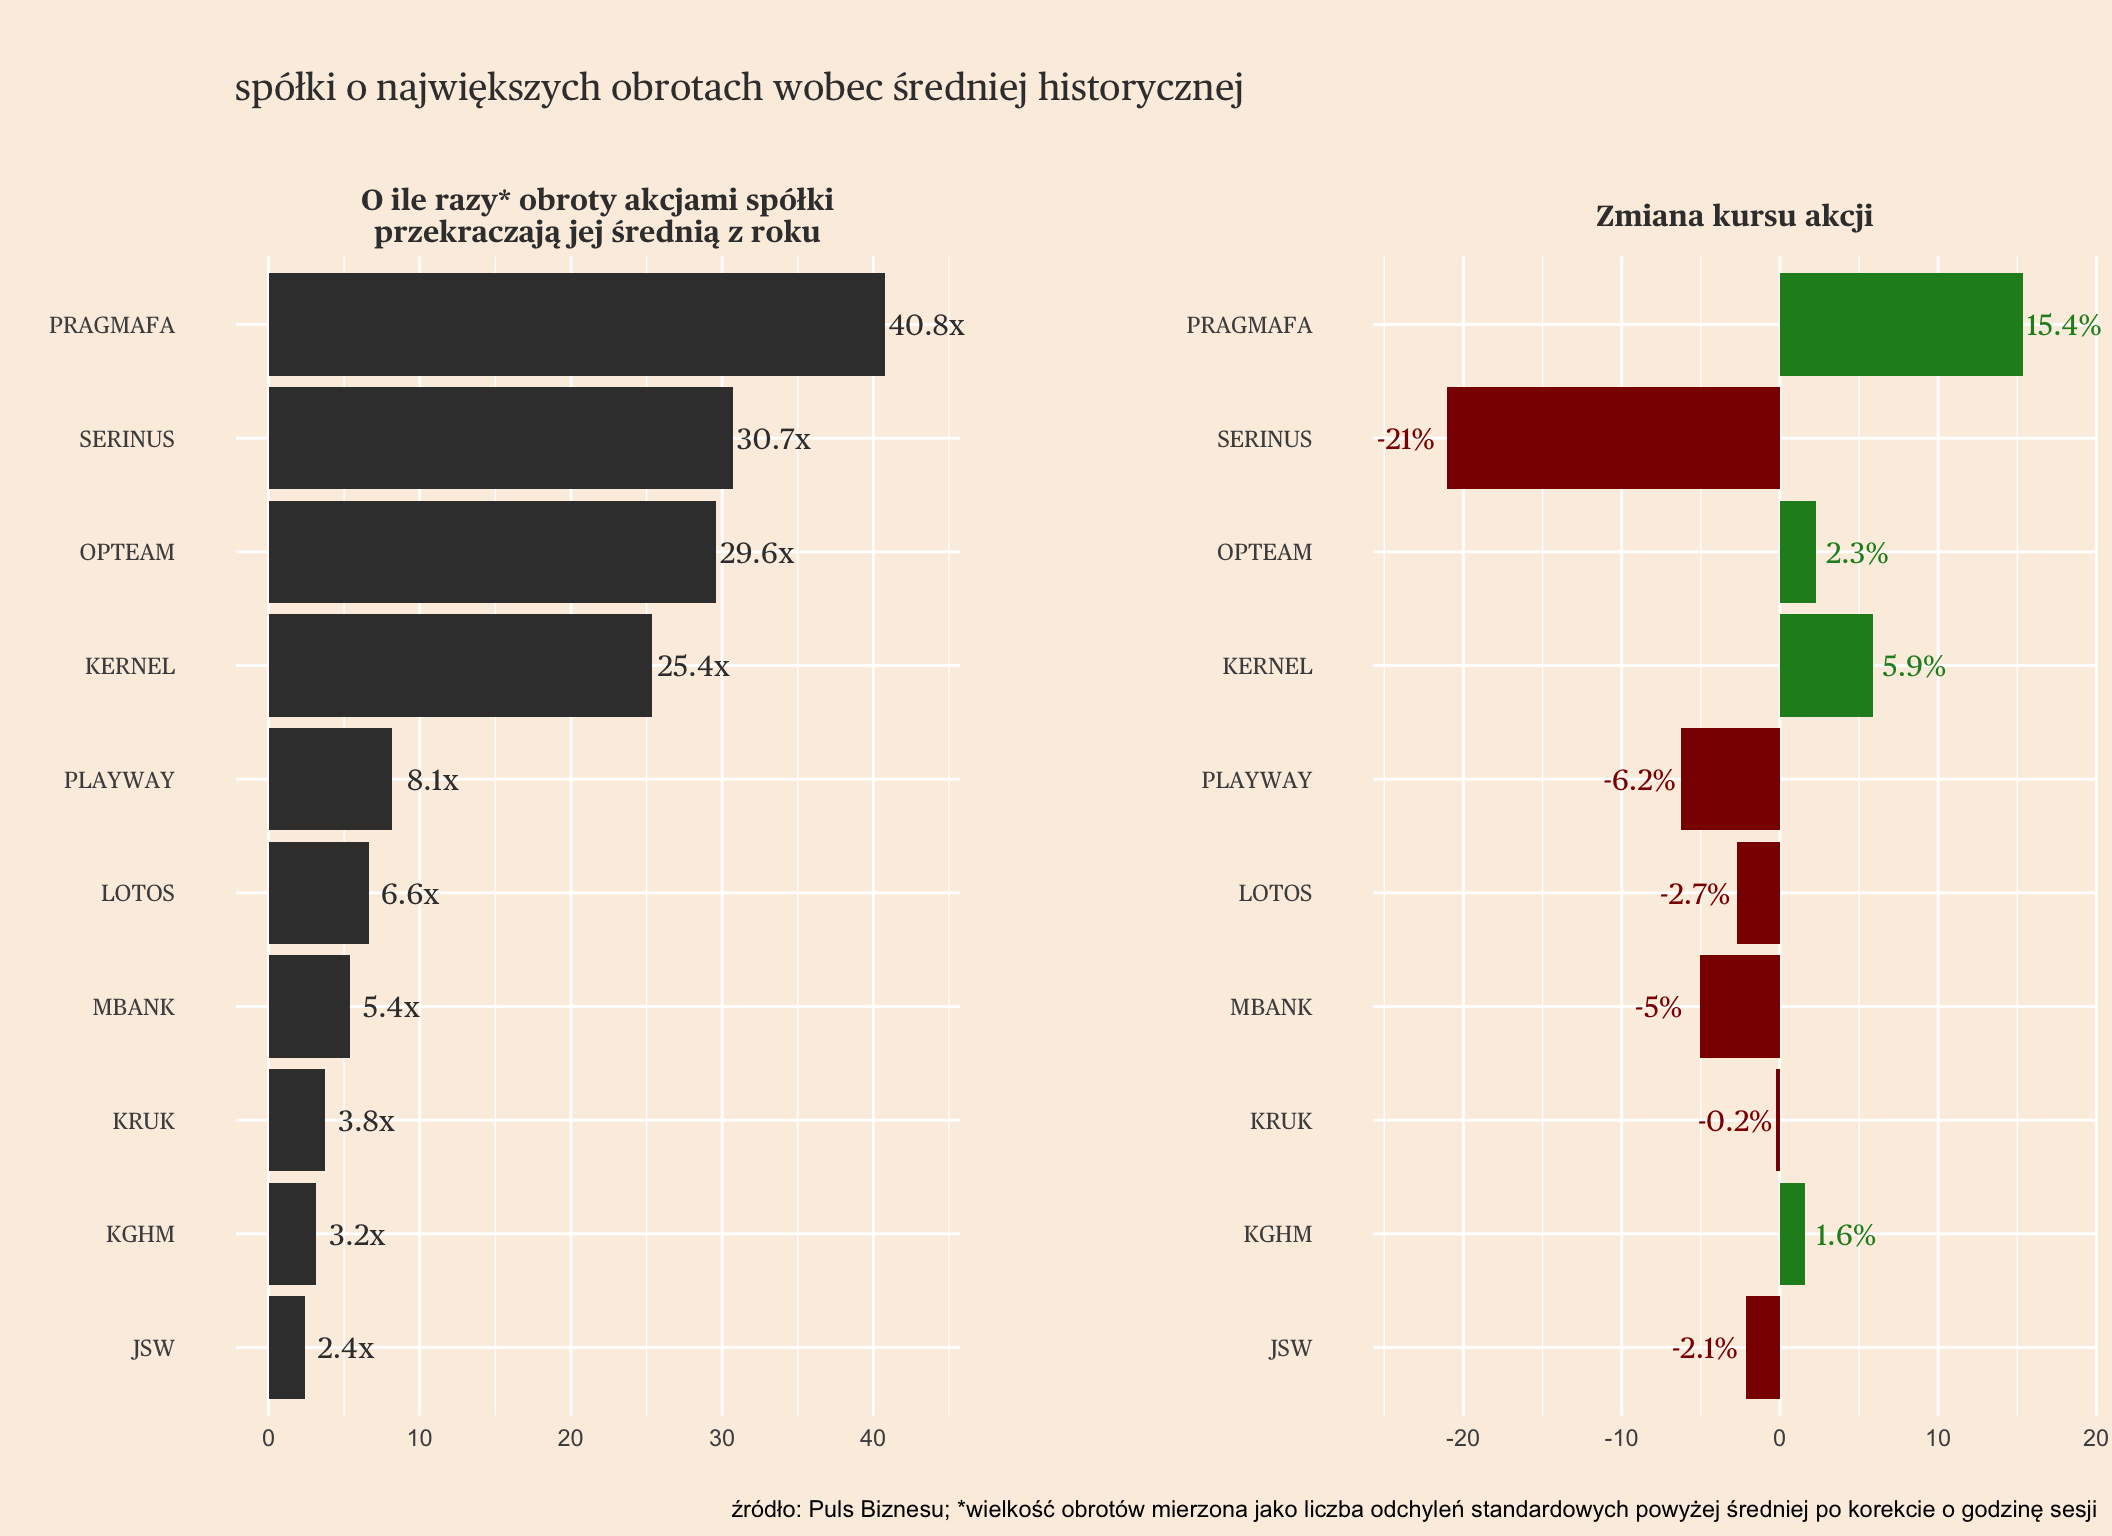 spółki o największych obrotach wobec średniej historycznej
O ile razy* obroty akcjami spółki
przekraczają jej średnią z roku
PRAGMAFA 40.8x
SERINUS 30.7x
OPTEAM 29.6x
KERNEL 25.4x
PLAYWAY 8.1x
LOTOS 6.6x
MBANK 5.4x
KRUK 3.8x
KGHM 3.2x
JSW 2.4x
0 10 20 30 40
Zmiana kursu akcji
PRAGMAFA 15.4%
SERINUS -21%
OPTEAM 2.3%
KERNEL 5.9%
PLAYWAY -6.2%
LOTOS -2.7%
MBANK -5%
KRUK -0.2%
KGHM 1.6%
JSW -2.1%
-20 -10 0 10 20
źródło: Puls Biznesu; *wielkość obrotów mierzona jako liczba odchyleń standardowych powyżej średniej po korekcie o godzinę sesji